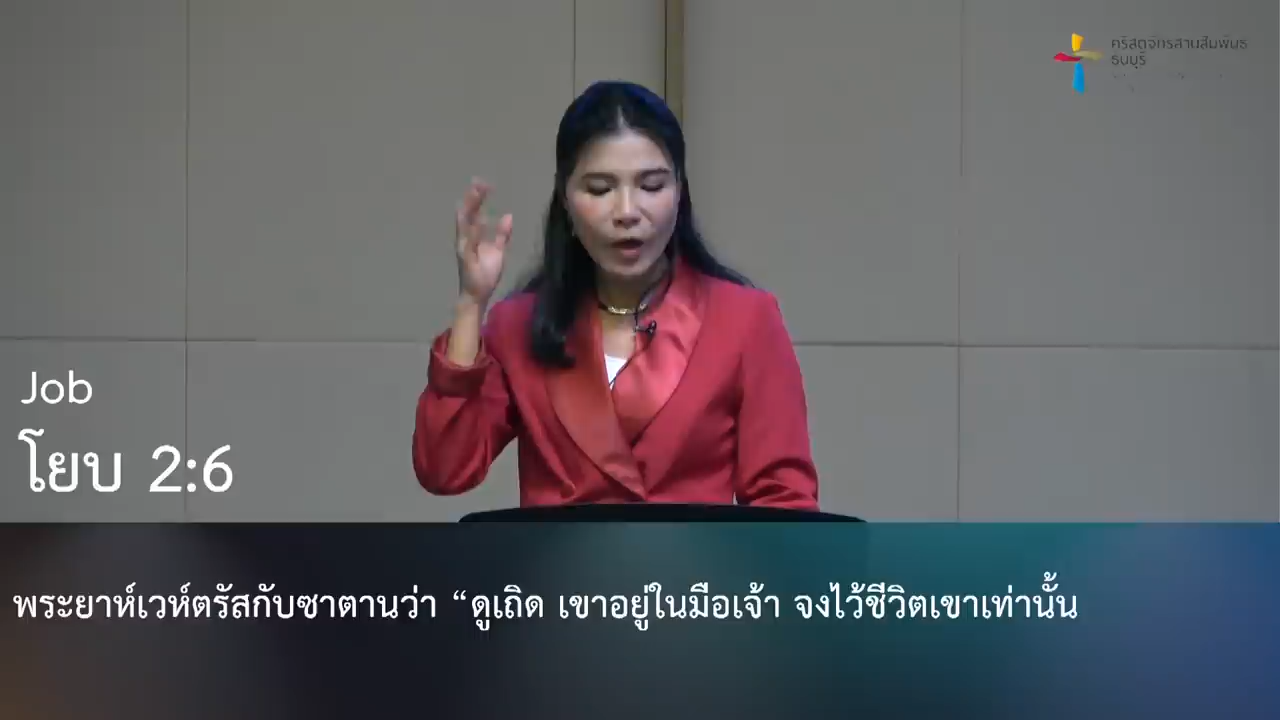 คริสตจักรสานสัมพันธ์
ธนบุรี
Job
โยบ 2:6
พระยาห์เวห์ตรัสกับซาตานว่า “ดูเถิด เขาอยู่ในมือเจ้า จงไว้ชีวิตเขาเท่านั้น